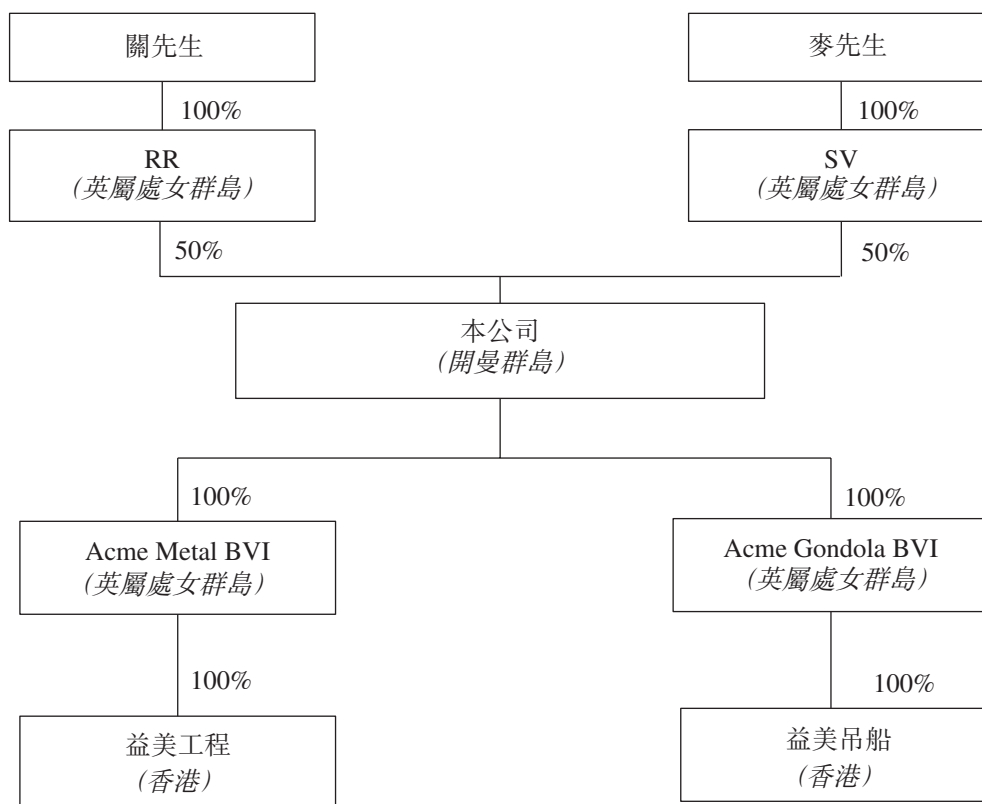 關先生
麥先生
100%
100%
RR
(英屬處女群島)
SV
(英屬處女群島)
50%
50%
本公司
(開曼群島)
100%
100%
Acme Metal BVI
(英屬處女群島)
Acme Gondola BVI
(英屬處女群島)
100%
100%
益美工程
(香港)
益美吊船
(香港)